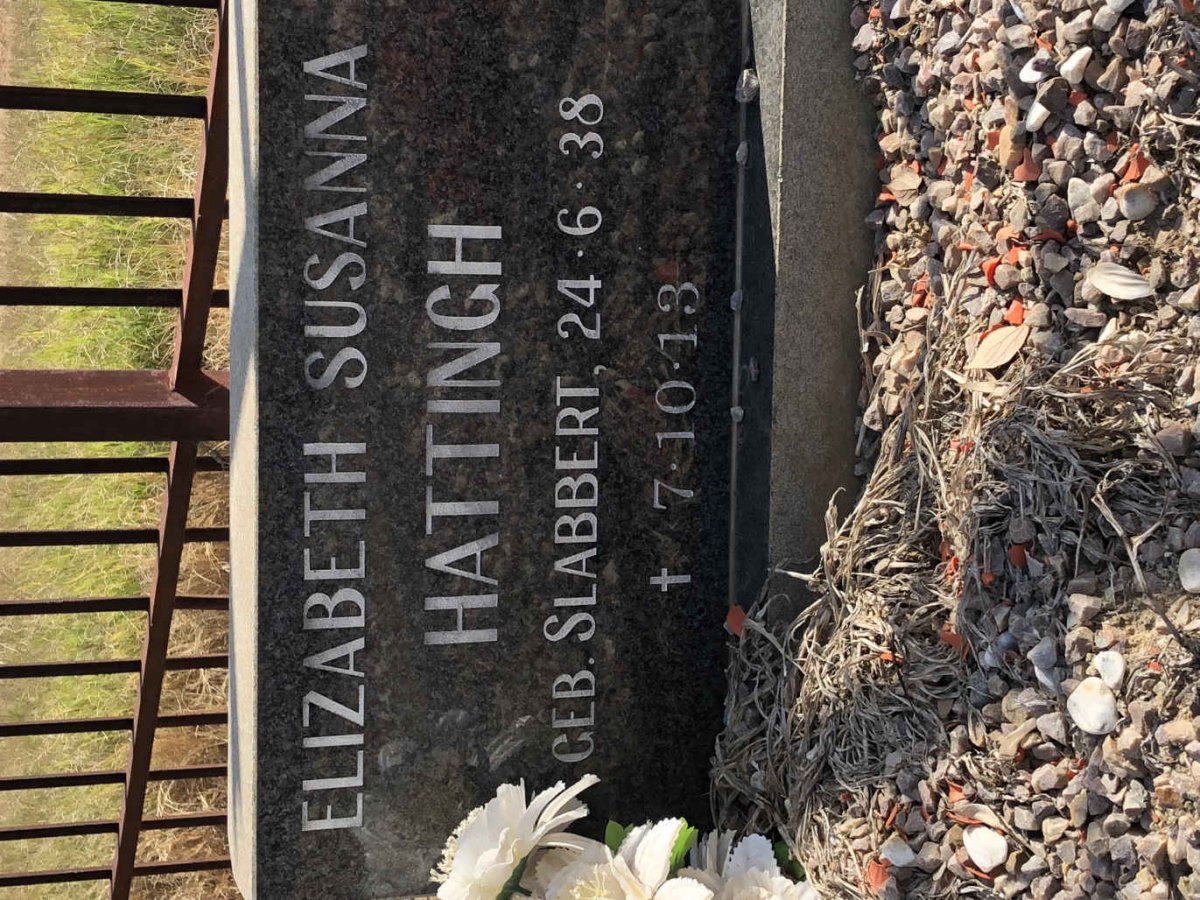 ELIZABETH SUSANNA
HATTINGH
GEB. SLABBERT, 24·6·38
✝ 7·10·13